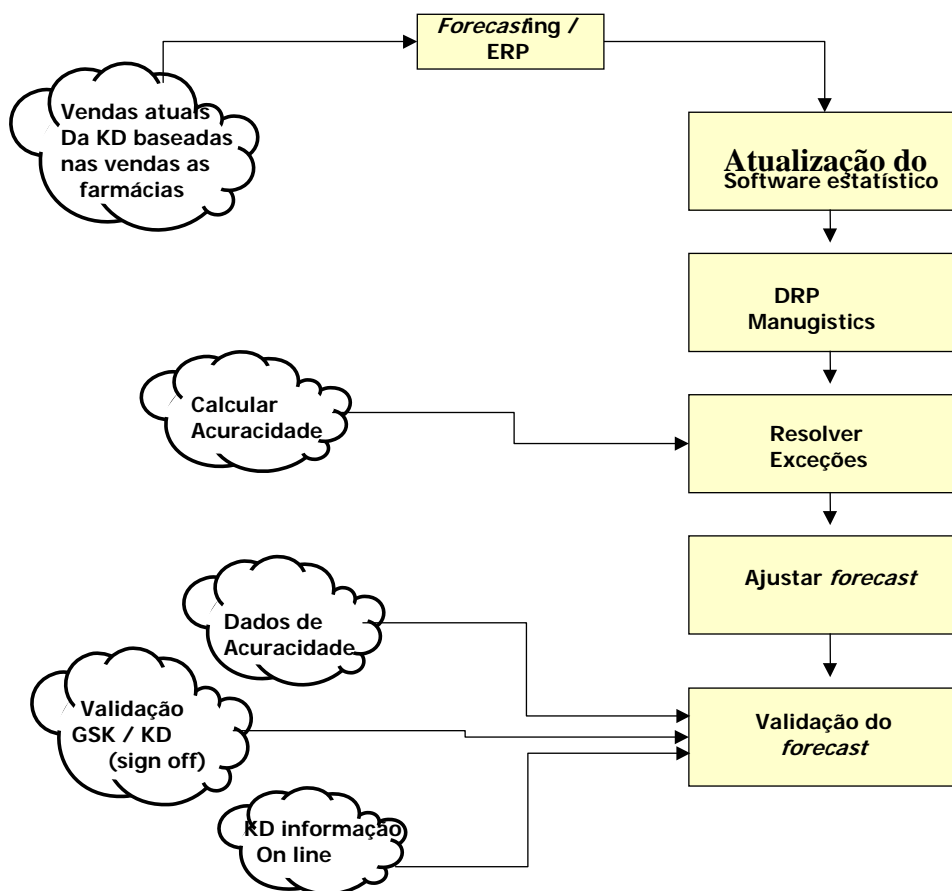 Forecasting /
ERP
Vendas atuais
Da KD baseadas
nas vendas as
farmácias
Atualização do
Software estatístico
DRP
Manugistics
Calcular
Acuracidade
Resolver
Exceções
Ajustar forecast
Dados de
Acuracidade
Validação
GSK / KD
(sign off)
Validação do
forecast
KD informação
On line